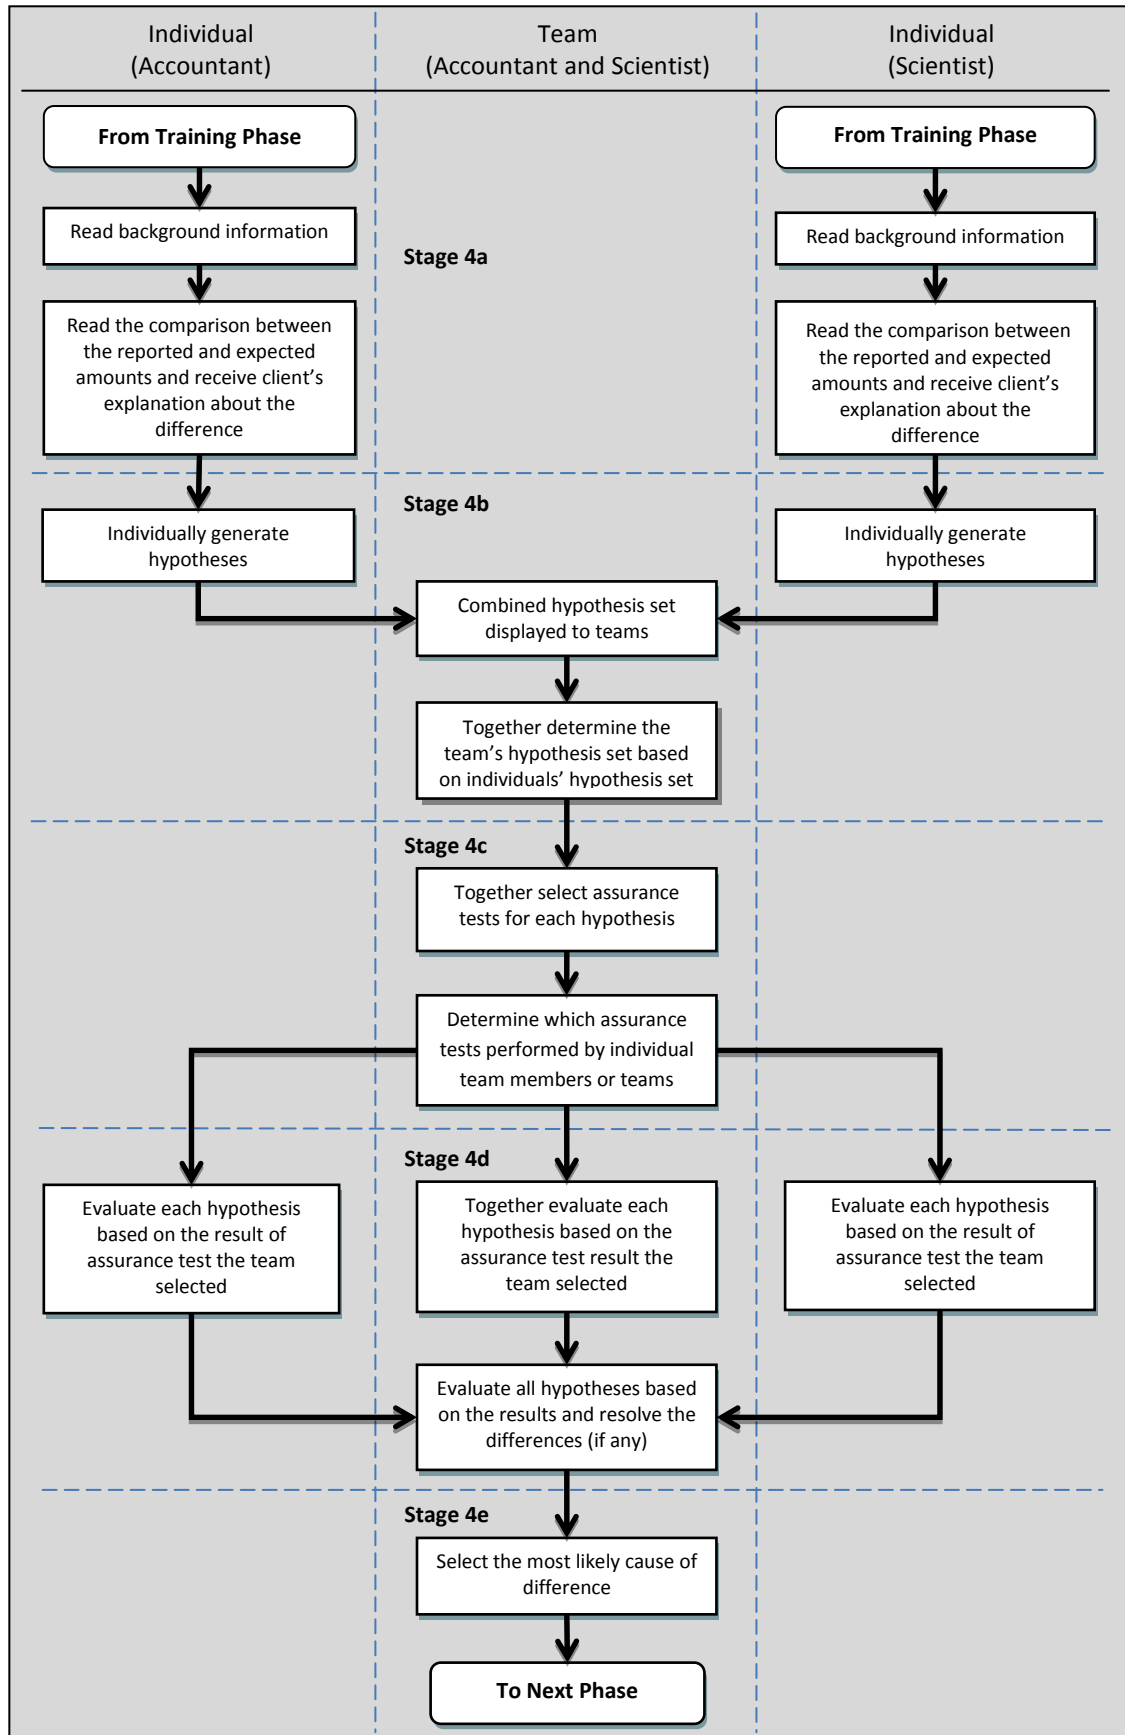 Individual
(Accountant)
Team
(Accountant and Scientist)
Individual
(Scientist)
From Training Phase
From Training Phase
Read background information
Read background information
Stage 4a
Read the comparison between
the reported and expected
amounts and receive client’s
explanation about the
difference
Read the comparison between
the reported and expected
amounts and receive client’s
explanation about the
difference
Stage 4b
Individually generate
hypotheses
Individually generate
hypotheses
Combined hypothesis set
displayed to teams
Together determine the
team’s hypothesis set based
on individuals’ hypothesis set
Stage 4c
Together select assurance
tests for each hypothesis
Determine which assurance
tests performed by individual
team members or teams
Stage 4d
Evaluate each hypothesis
based on the result of
assurance test the team
selected
Together evaluate each
hypothesis based on the
assurance test result the
team selected
Evaluate each hypothesis
based on the result of
assurance test the team
selected
Evaluate all hypotheses based
on the results and resolve the
differences (if any)
Stage 4e
Select the most likely cause of
difference
To Next Phase